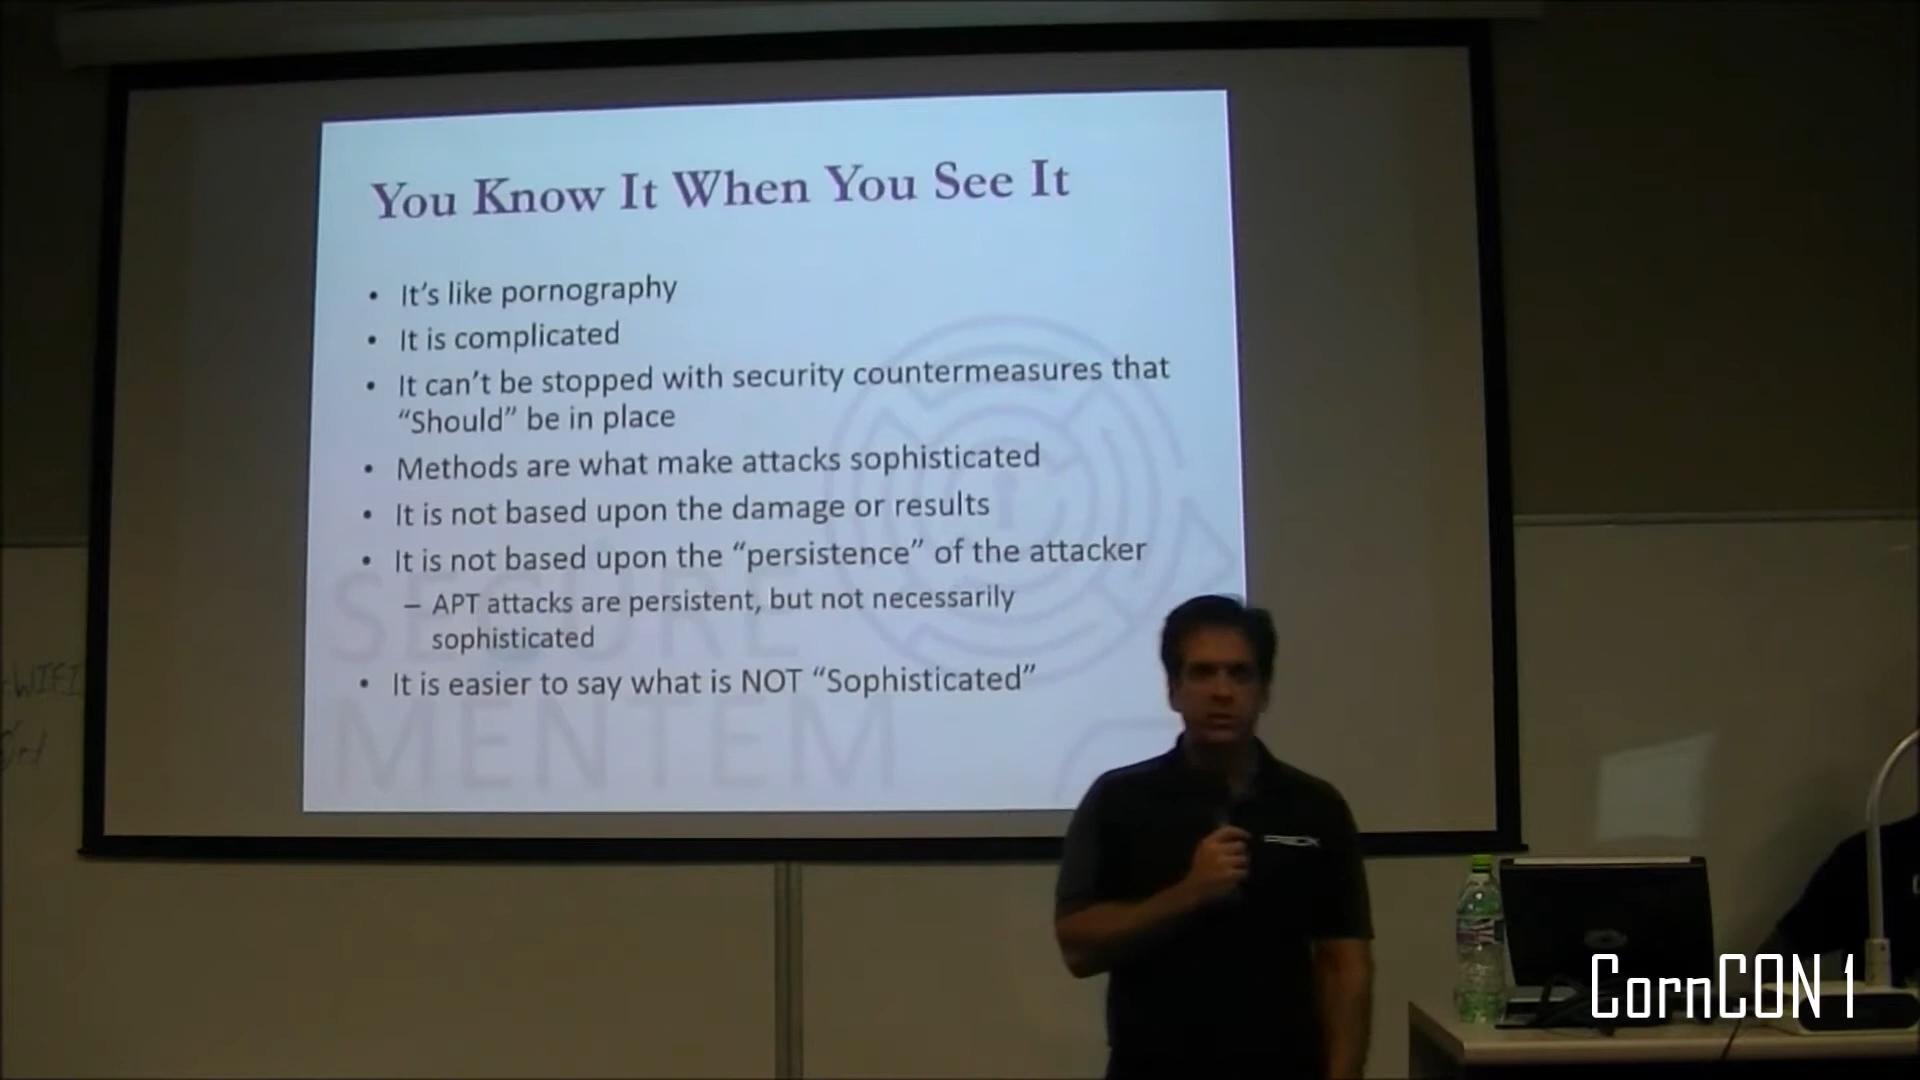 You Know It When You See It
• It's like pornography
• It is complicated
• It can't be stopped with security countermeasures that
"Should" be in place
• Methods are what make attacks sophisticated
• It is not based upon the damage or results
• It is not based upon the "persistence" of the attacker
– APT attacks are persistent, but not necessarily
sophisticated
• It is easier to say what is NOT "Sophisticated"
SECURE
MENTEM
WIFI
CornCON 1